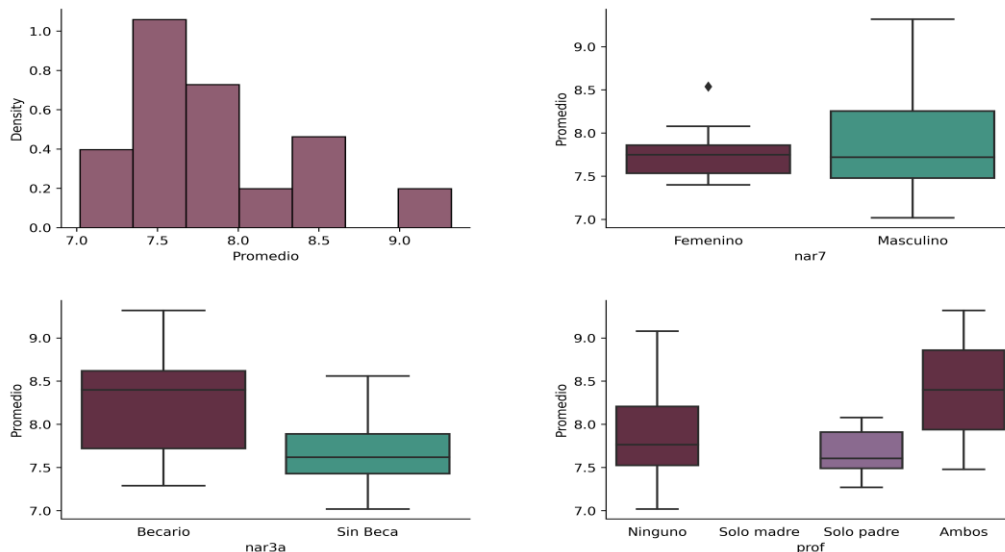 1.0
0.8
0.6
0.4
0.2
0.0
Density
7.0 7.5 8.0 8.5 9.0
Promedio
9.0
8.5
8.0
7.5
7.0
Promedio
Femenino Masculino
nar7
9.0
8.5
8.0
7.5
7.0
Promedio
Becario Sin Beca
nar3a
9.0
8.5
8.0
7.5
7.0
Promedio
Ninguno Solo madre Solo padre Ambos
prof